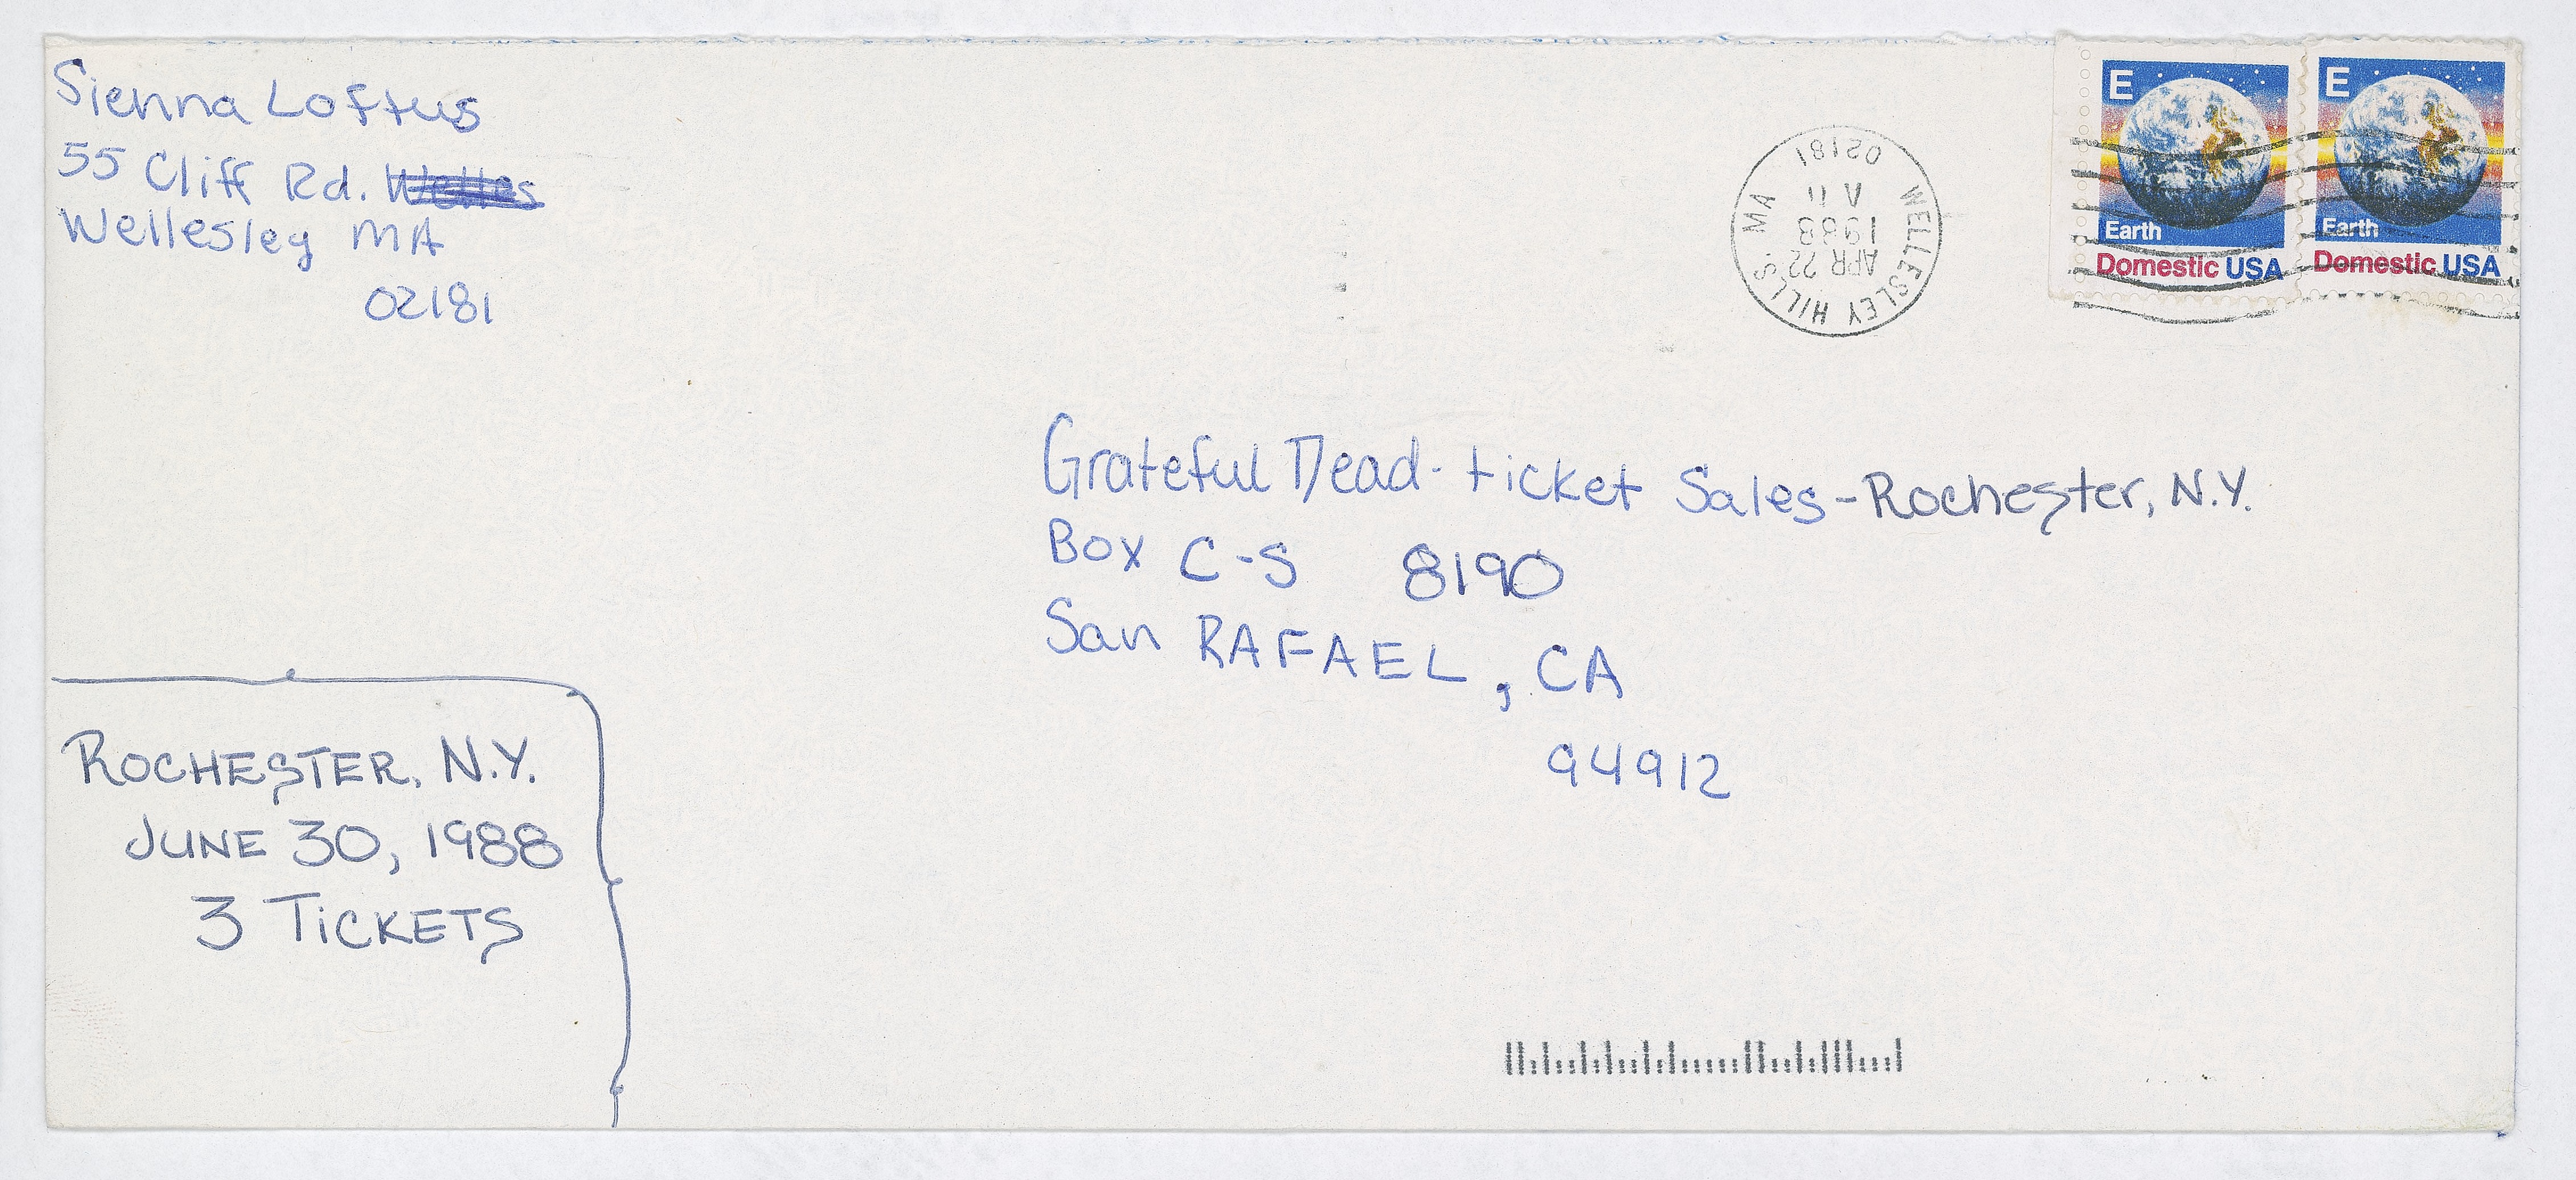 Sienna Loftus
55 Cliff Rd. Welles
Wellesley MA
02181
WELLESLEY HILLS MA
02181
A 11
1988
APR 22
E
Earth
Domestic USA
E
Earth
Domestic USA
Grateful Dead - ticket Sales - Rochester, N.Y.
Box C-S 8190
San RAFAEL, CA
94912
ROCHESTER, N.Y.
JUNE 30, 1988
3 TICKETS